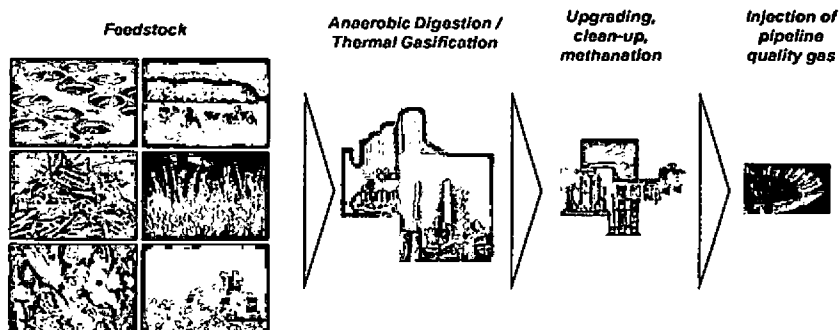 Feedstock
Anaerobic Digestion /
Thermal Gasification
Upgrading,
clean-up,
methanation
Injection of
pipeline
quality gas